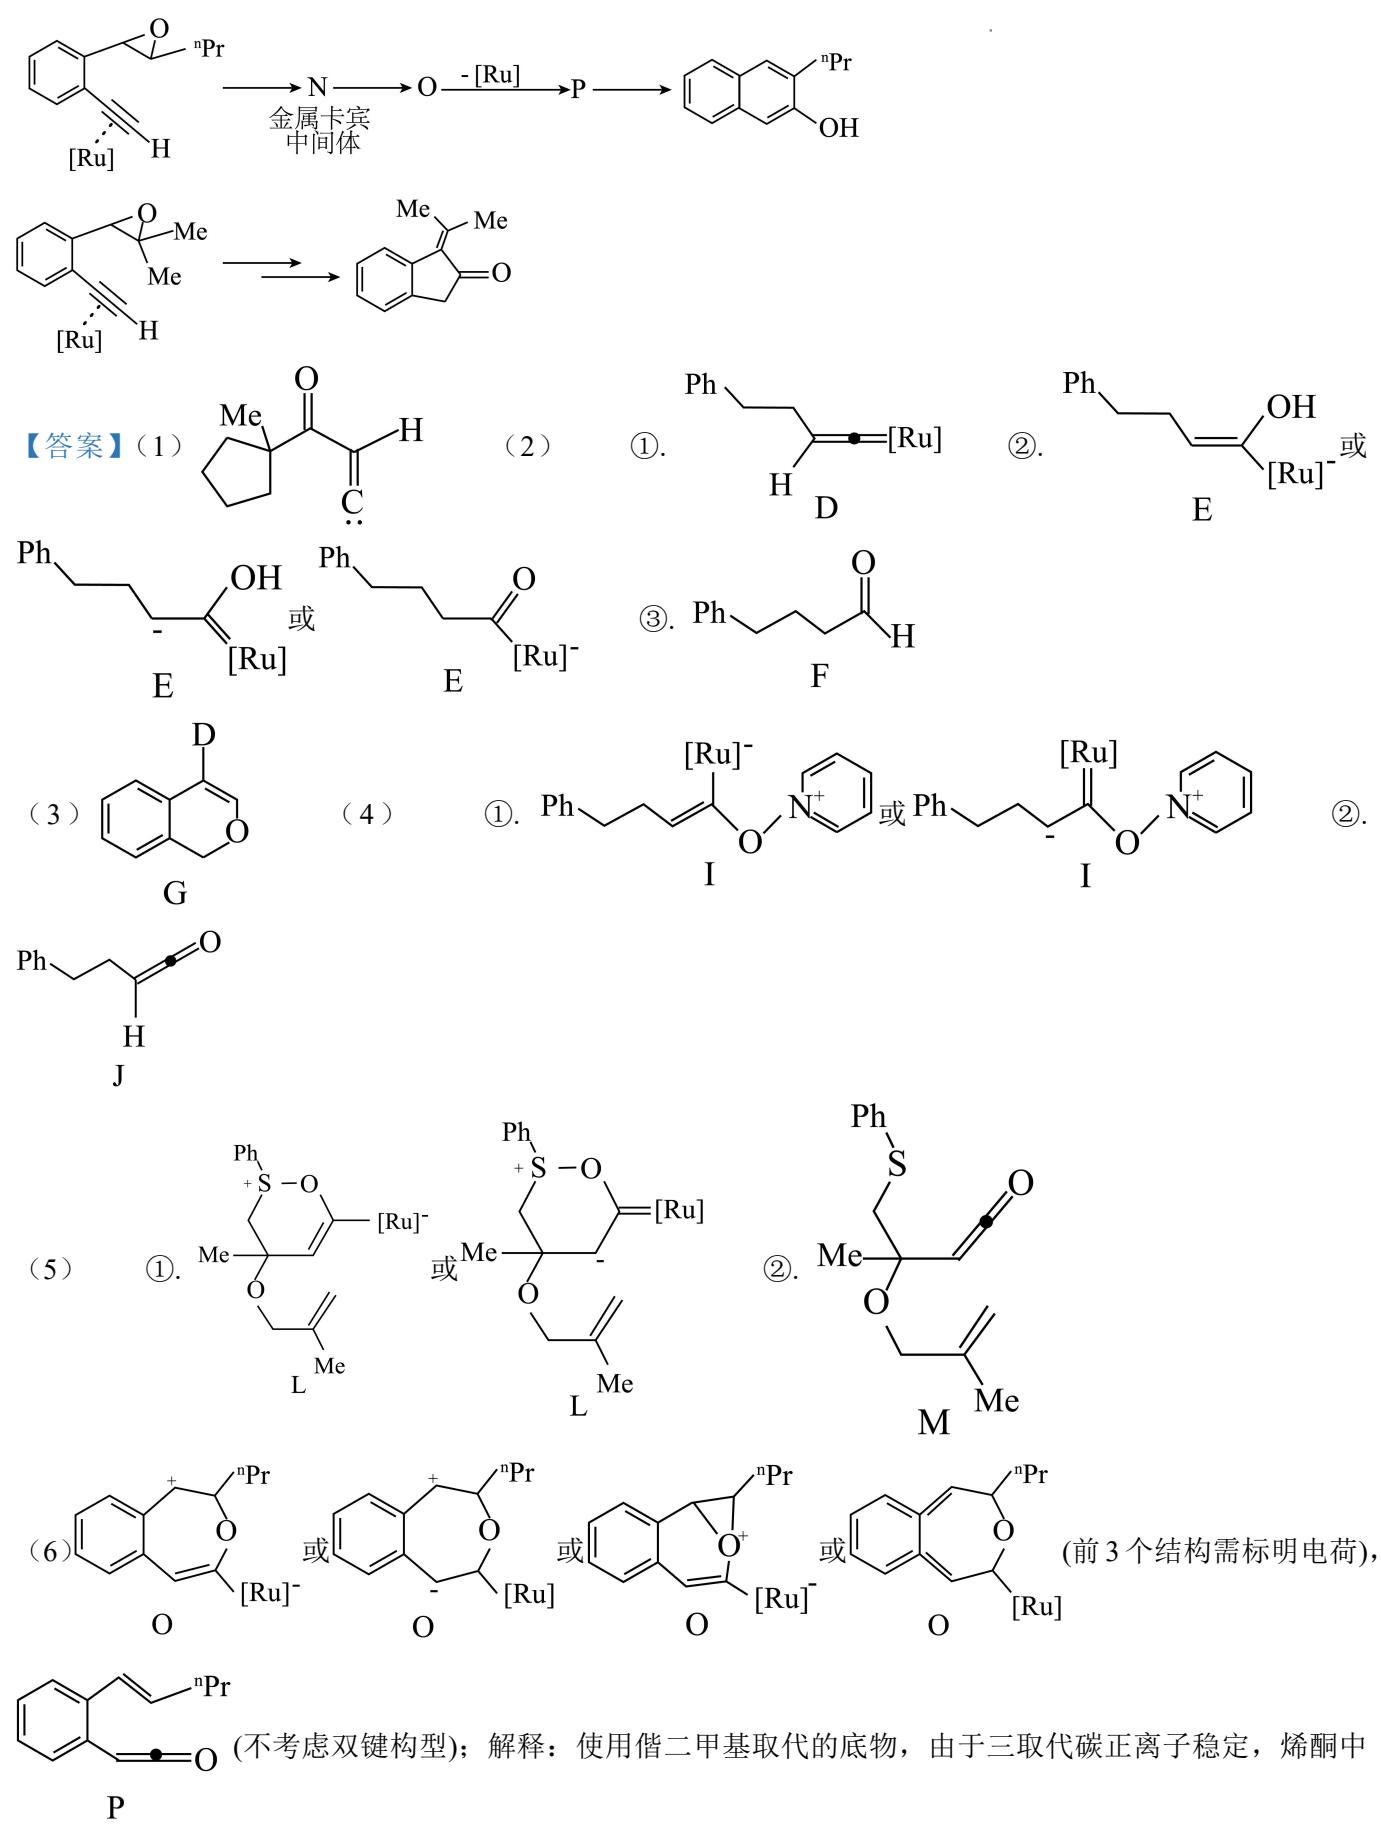 O
ⁿPr
N
O
- [Ru]
P
ⁿPr
金属卡宾
中间体
OH
[Ru]
H
O
Me
Me
Me
Me
O
[Ru]
H
【答案】(1)
O
Me
H
C
(2)
①.
Ph
[Ru]
H
D
②.
Ph
OH
[Ru]-
或
E
Ph
OH
-
[Ru]
E
或
Ph
O
[Ru]-
E
③.
Ph
O
H
F
(3)
D
O
G
(4)
①.
[Ru]-
Ph
O
N+
I
或
[Ru]
Ph
-
O
N+
I
②.
Ph
O
H
J
(5)
①.
Ph
+ S — O
[Ru]-
Me
O
Me
L
或
Ph
+ S — O
[Ru]
Me
-
O
Me
L
②.
Ph
S
O
Me
O
Me
M
(6)
+
ⁿPr
O
[Ru]-
O
或
+
ⁿPr
O
-
[Ru]
O
或
ⁿPr
O+
[Ru]-
O
或
ⁿPr
O
[Ru]
O
(前 3 个结构需标明电荷),
ⁿPr
O
P
(不考虑双键构型)；解释：使用偕二甲基取代的底物，由于三取代碳正离子稳定，烯酮中